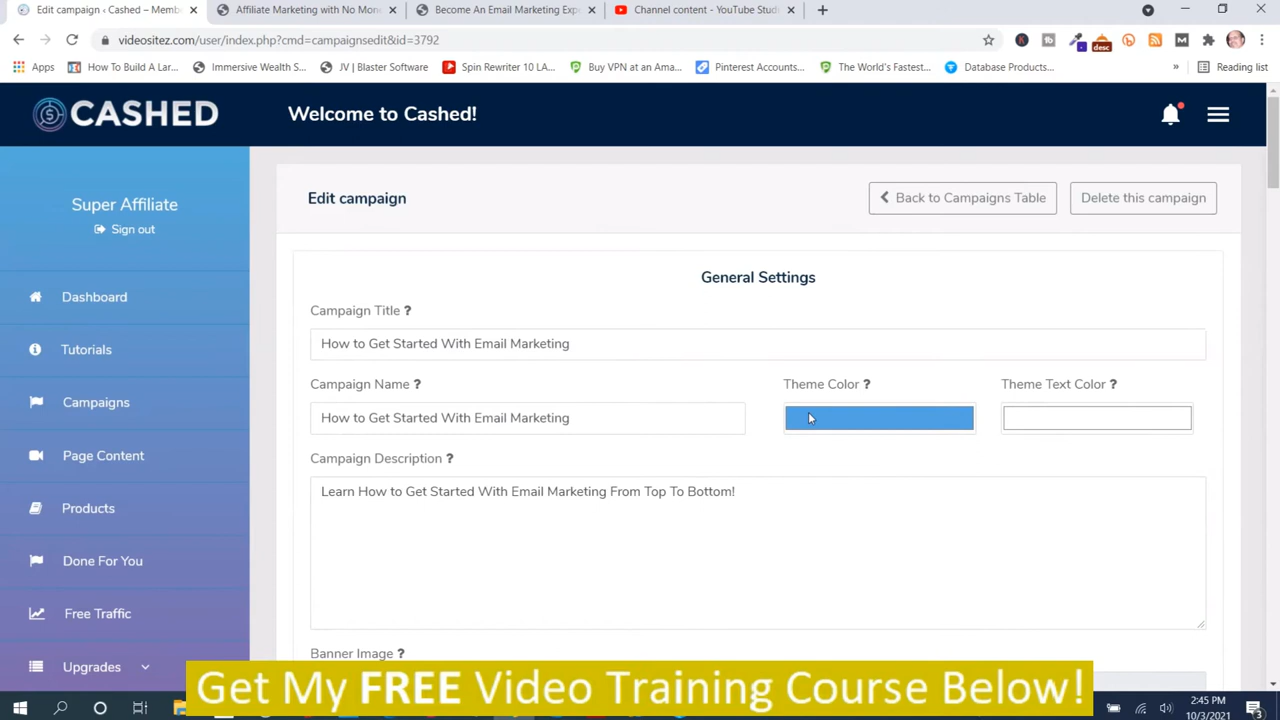 Edit campaign ‹ Cashed – Memb
Affiliate Marketing with No Mon
Become An Email Marketing Exp
Channel content - YouTube Stud
videositez.com/user/index.php?cmd=campaignsedit&id=3792
desc
Apps
How To Build A Lar...
Immersive Wealth S...
JV | Blaster Software
Spin Rewriter 10 LA...
Buy VPN at an Ama...
Pinterest Accounts...
The World's Fastest...
Database Products...
»
Reading list
CASHED
Welcome to Cashed!
Super Affiliate
Sign out
Dashboard
Tutorials
Campaigns
Page Content
Products
Done For You
Free Traffic
Upgrades
Edit campaign
Back to Campaigns Table
Delete this campaign
General Settings
Campaign Title ?
How to Get Started With Email Marketing
Campaign Name ?
Theme Color ?
Theme Text Color ?
How to Get Started With Email Marketing
Campaign Description ?
Learn How to Get Started With Email Marketing From Top To Bottom!
Banner Image ?
Get My FREE Video Training Course Below!
2:45 PM
10/3/2021
3